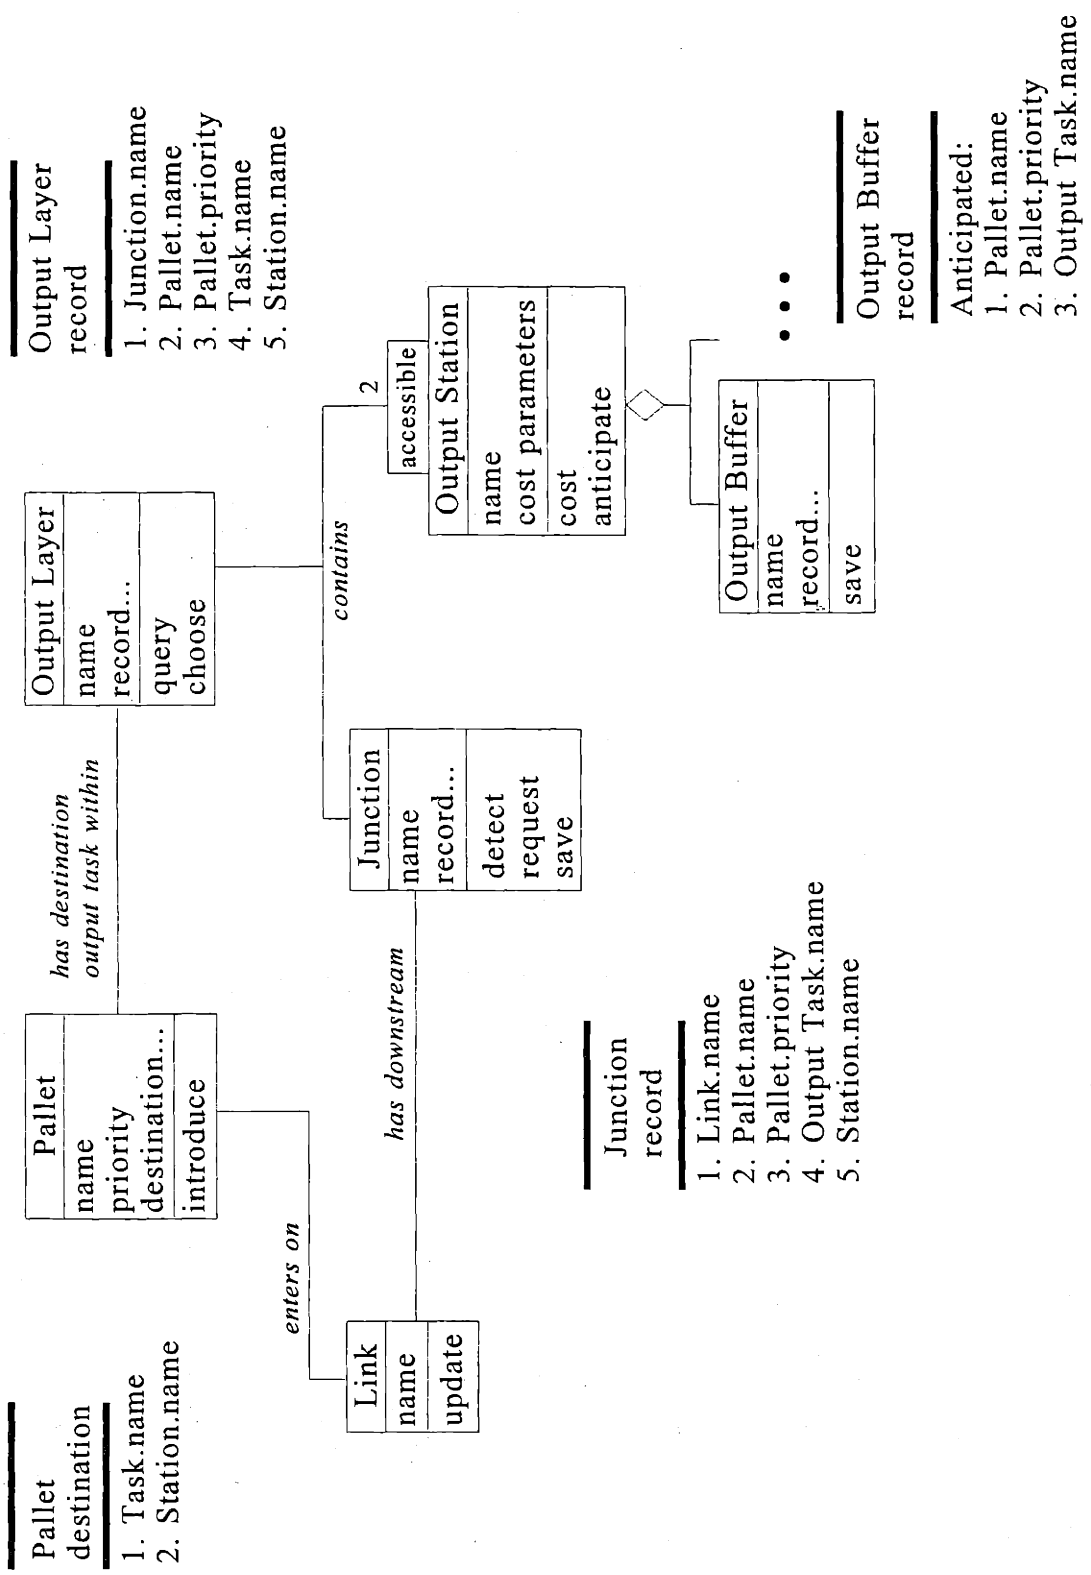 Pallet
destination
1. Task.name
2. Station.name
Pallet
name
priority
destination...
introduce
has destination
output task within
Output Layer
name
record...
query
choose
Output Layer
record
1. Junction.name
2. Pallet.name
3. Pallet.priority
4. Task.name
5. Station.name
enters on
contains
2
accessible
Link
name
update
has downstream
Junction
name
record...
detect
request
save
Output Station
name
cost parameters
cost
anticipate
Junction
record
1. Link.name
2. Pallet.name
3. Pallet.priority
4. Output Task.name
5. Station.name
Output Buffer
name
record...
save
• • •
Output Buffer
record
Anticipated:
1. Pallet.name
2. Pallet.priority
3. Output Task.name